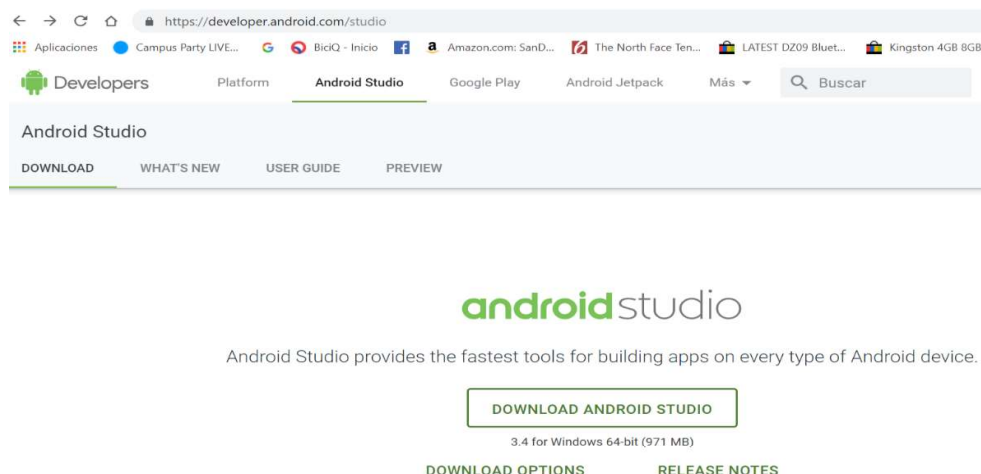 https://developer.android.com/studio
Aplicaciones Campus Party LIVE... BiciQ - Inicio Amazon.com: SanD... The North Face Ten... LATEST DZ09 Bluet... Kingston 4GB 8GB
Developers Platform Android Studio Google Play Android Jetpack Más Buscar
Android Studio
DOWNLOAD WHAT'S NEW USER GUIDE PREVIEW
androidstudio
Android Studio provides the fastest tools for building apps on every type of Android device.
DOWNLOAD ANDROID STUDIO
3.4 for Windows 64-bit (971 MB)
DOWNLOAD OPTIONS RELEASE NOTES